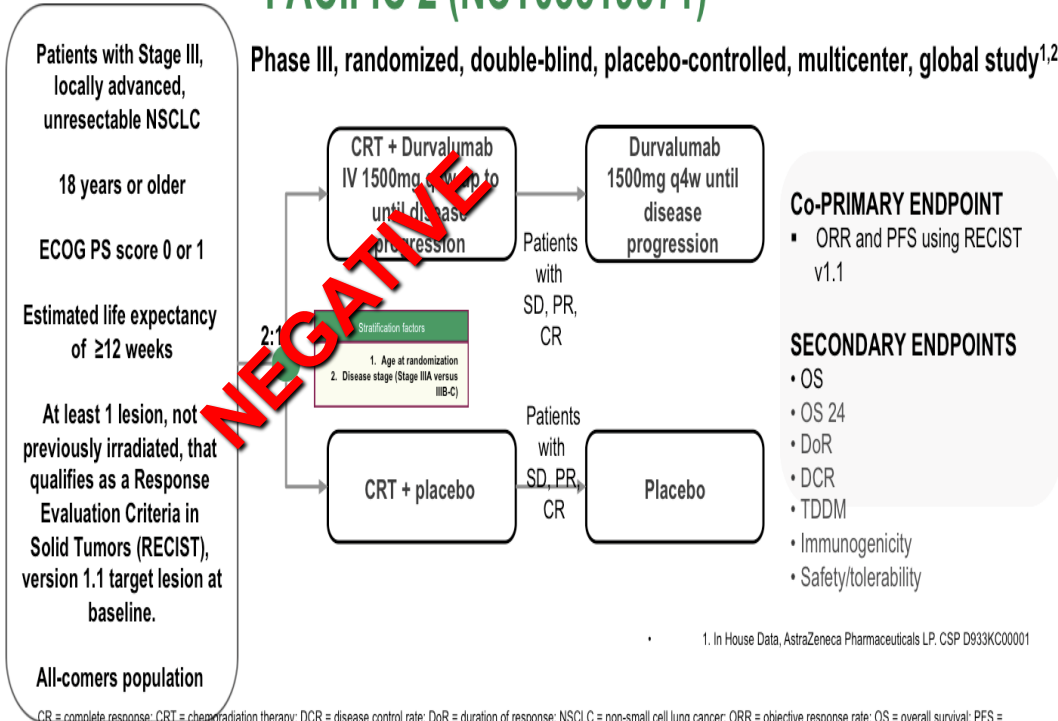 PACIFIC 2 (NCT03519971)
Patients with Stage III,
locally advanced,
unresectable NSCLC
18 years or older
ECOG PS score 0 or 1
Estimated life expectancy
of ≥12 weeks
At least 1 lesion, not
previously irradiated, that
qualifies as a Response
Evaluation Criteria in
Solid Tumors (RECIST),
version 1.1 target lesion at
baseline.
All-comers population
Phase III, randomized, double-blind, placebo-controlled, multicenter, global study1,2
CRT + Durvalumab
IV 1500mg q4w up to
until disease
progression
Patients
with
SD, PR,
CR
Durvalumab
1500mg q4w until
disease
progression
2:1
NEGATIVE
Stratification factors
1. Age at randomization
2. Disease stage (Stage IIIA versus
IIIB-C)
CRT + placebo
Patients
with
SD, PR,
CR
Placebo
Co-PRIMARY ENDPOINT
▪ ORR and PFS using RECIST
v1.1
SECONDARY ENDPOINTS
• OS
• OS 24
• DoR
• DCR
• TDDM
• Immunogenicity
• Safety/tolerability
• 1. In House Data, AstraZeneca Pharmaceuticals LP. CSP D933KC00001
CR = complete response; CRT = chemoradiation therapy; DCR = disease control rate; DoR = duration of response; NSCLC = non-small cell lung cancer; ORR = objective response rate; OS = overall survival; PFS =